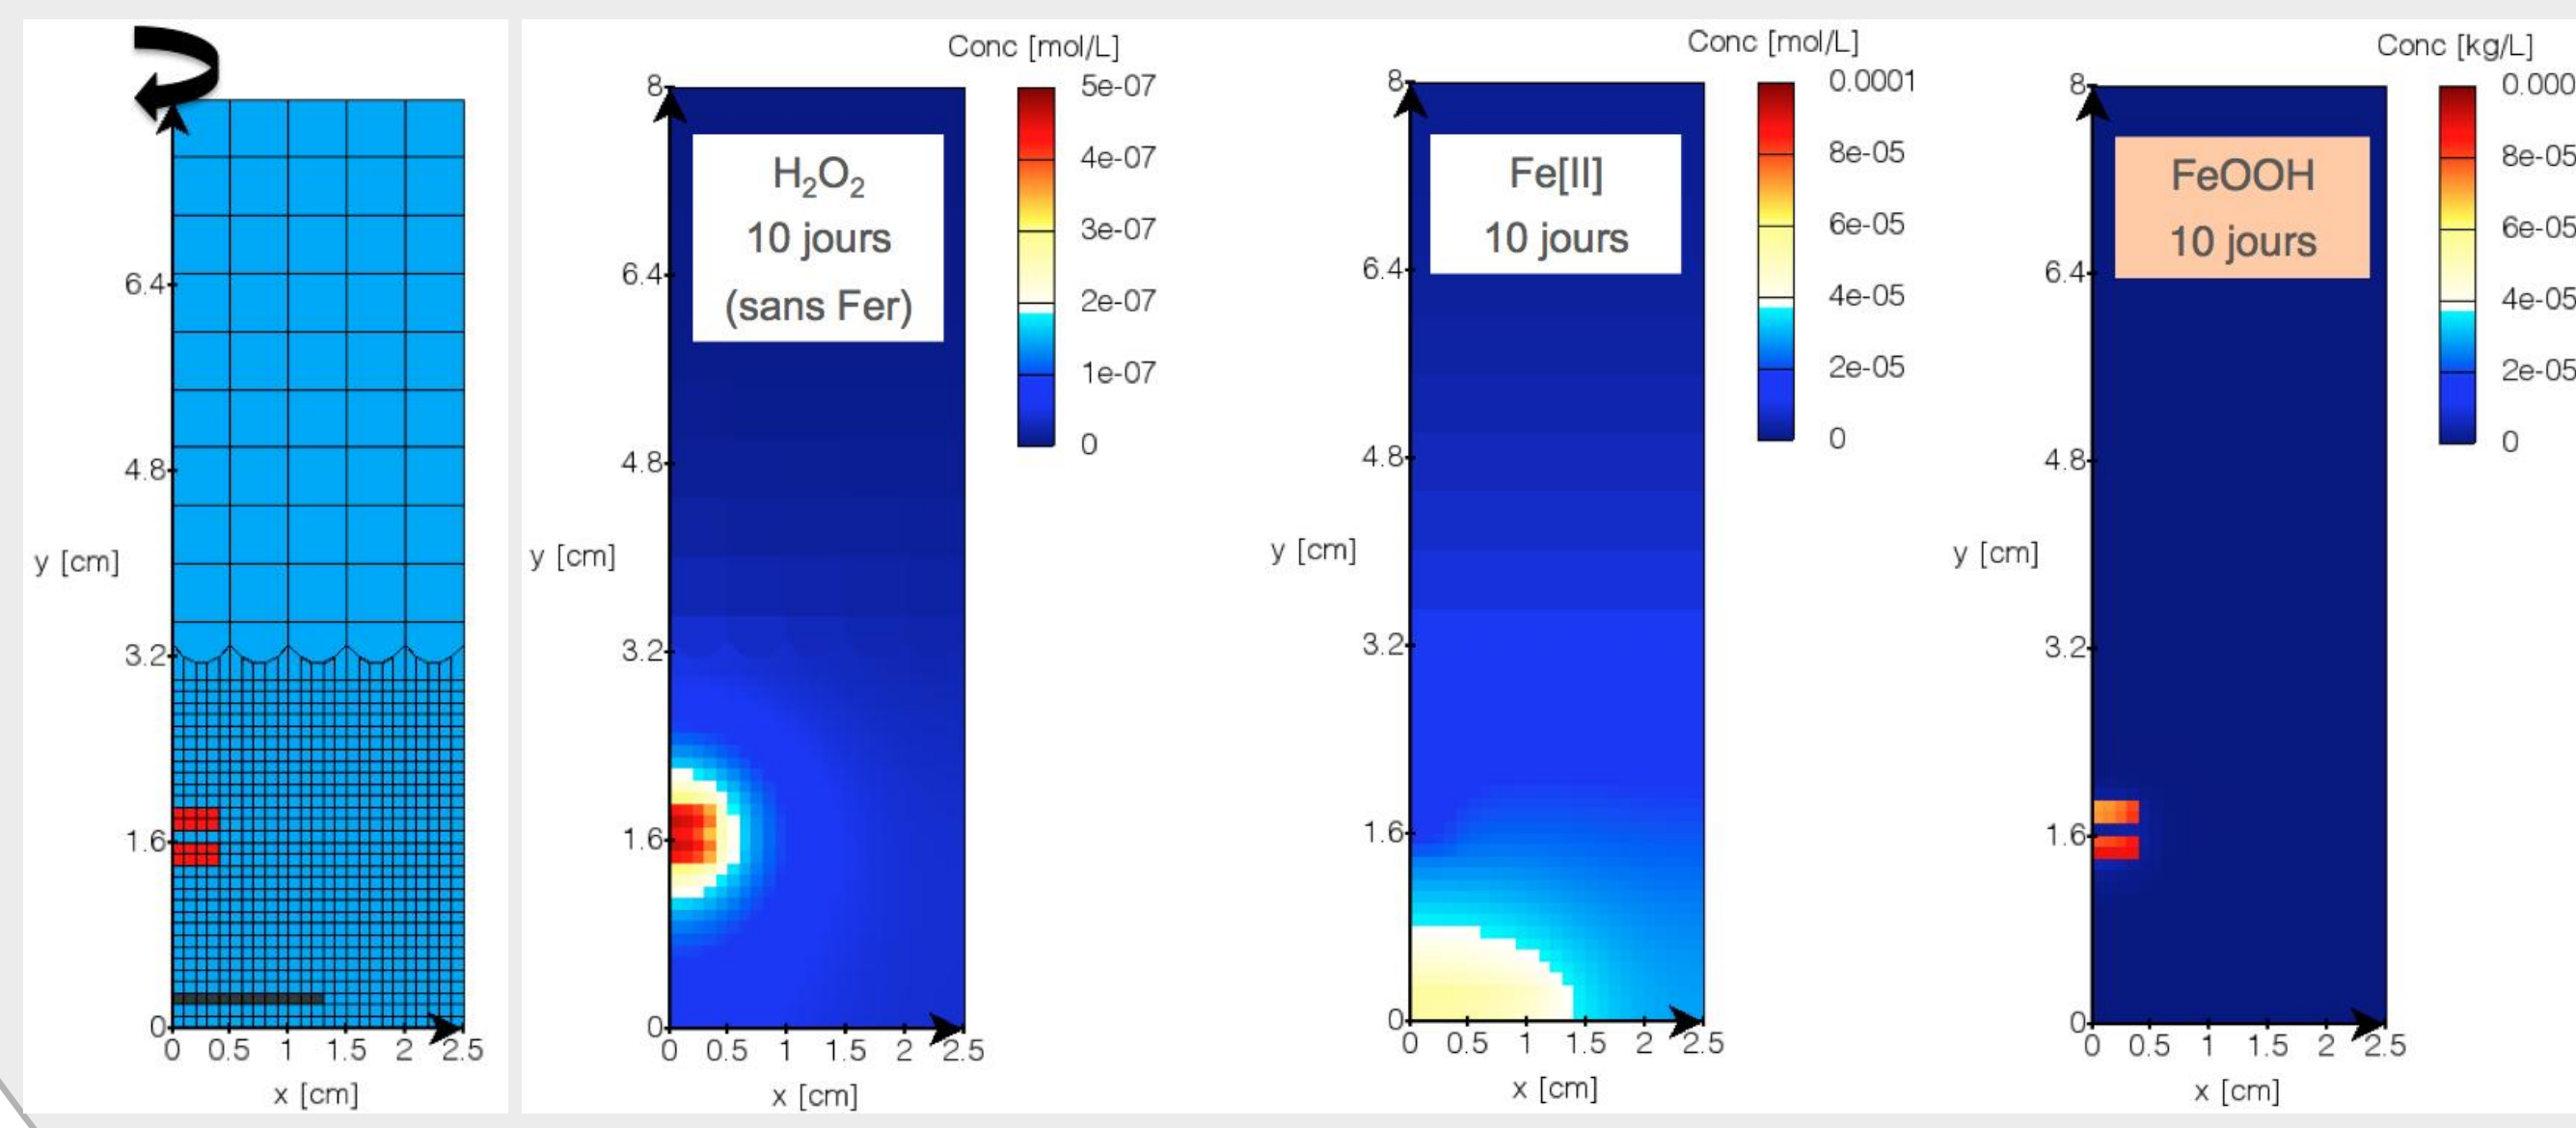 6.4
4.8
y [cm]
3.2
1.6
0
0 0.5 1 1.5 2 2.5
x [cm]
Conc [mol/L]
8
5e-07
4e-07
3e-07
2e-07
1e-07
0
H₂O₂
10 jours
(sans Fer)
6.4
4.8
y [cm]
3.2
1.6
0
0 0.5 1 1.5 2 2.5
x [cm]
Conc [mol/L]
8
0.0001
8e-05
6e-05
4e-05
2e-05
0
Fe[II]
10 jours
6.4
4.8
y [cm]
3.2
1.6
0
0 0.5 1 1.5 2 2.5
x [cm]
Conc [kg/L]
8
8e-05
6e-05
4e-05
2e-05
0
FeOOH
10 jours
6.4
4.8
y [cm]
3.2
1.6
0
0 0.5 1 1.5 2 2.5
x [cm]